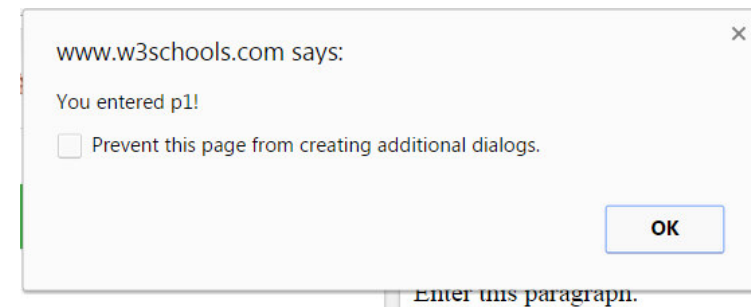 www.w3schools.com says:
You entered p1!
Prevent this page from creating additional dialogs.
OK
Enter this paragraph.